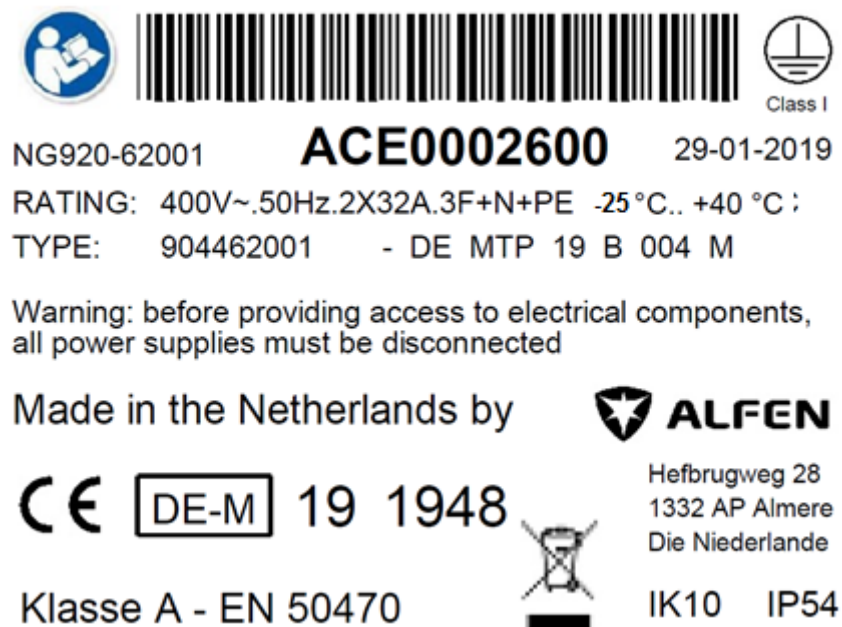 Class I
NG920-62001 ACE0002600 29-01-2019
RATING: 400V~.50Hz.2X32A.3F+N+PE -25°C.. +40 °C :
TYPE: 904462001 - DE MTP 19 B 004 M
Warning: before providing access to electrical components,
all power supplies must be disconnected
Made in the Netherlands by ALFEN
CE DE-M 19 1948
Hefbrugweg 28
1332 AP Almere
Die Niederlande
Klasse A - EN 50470
IK10 IP54